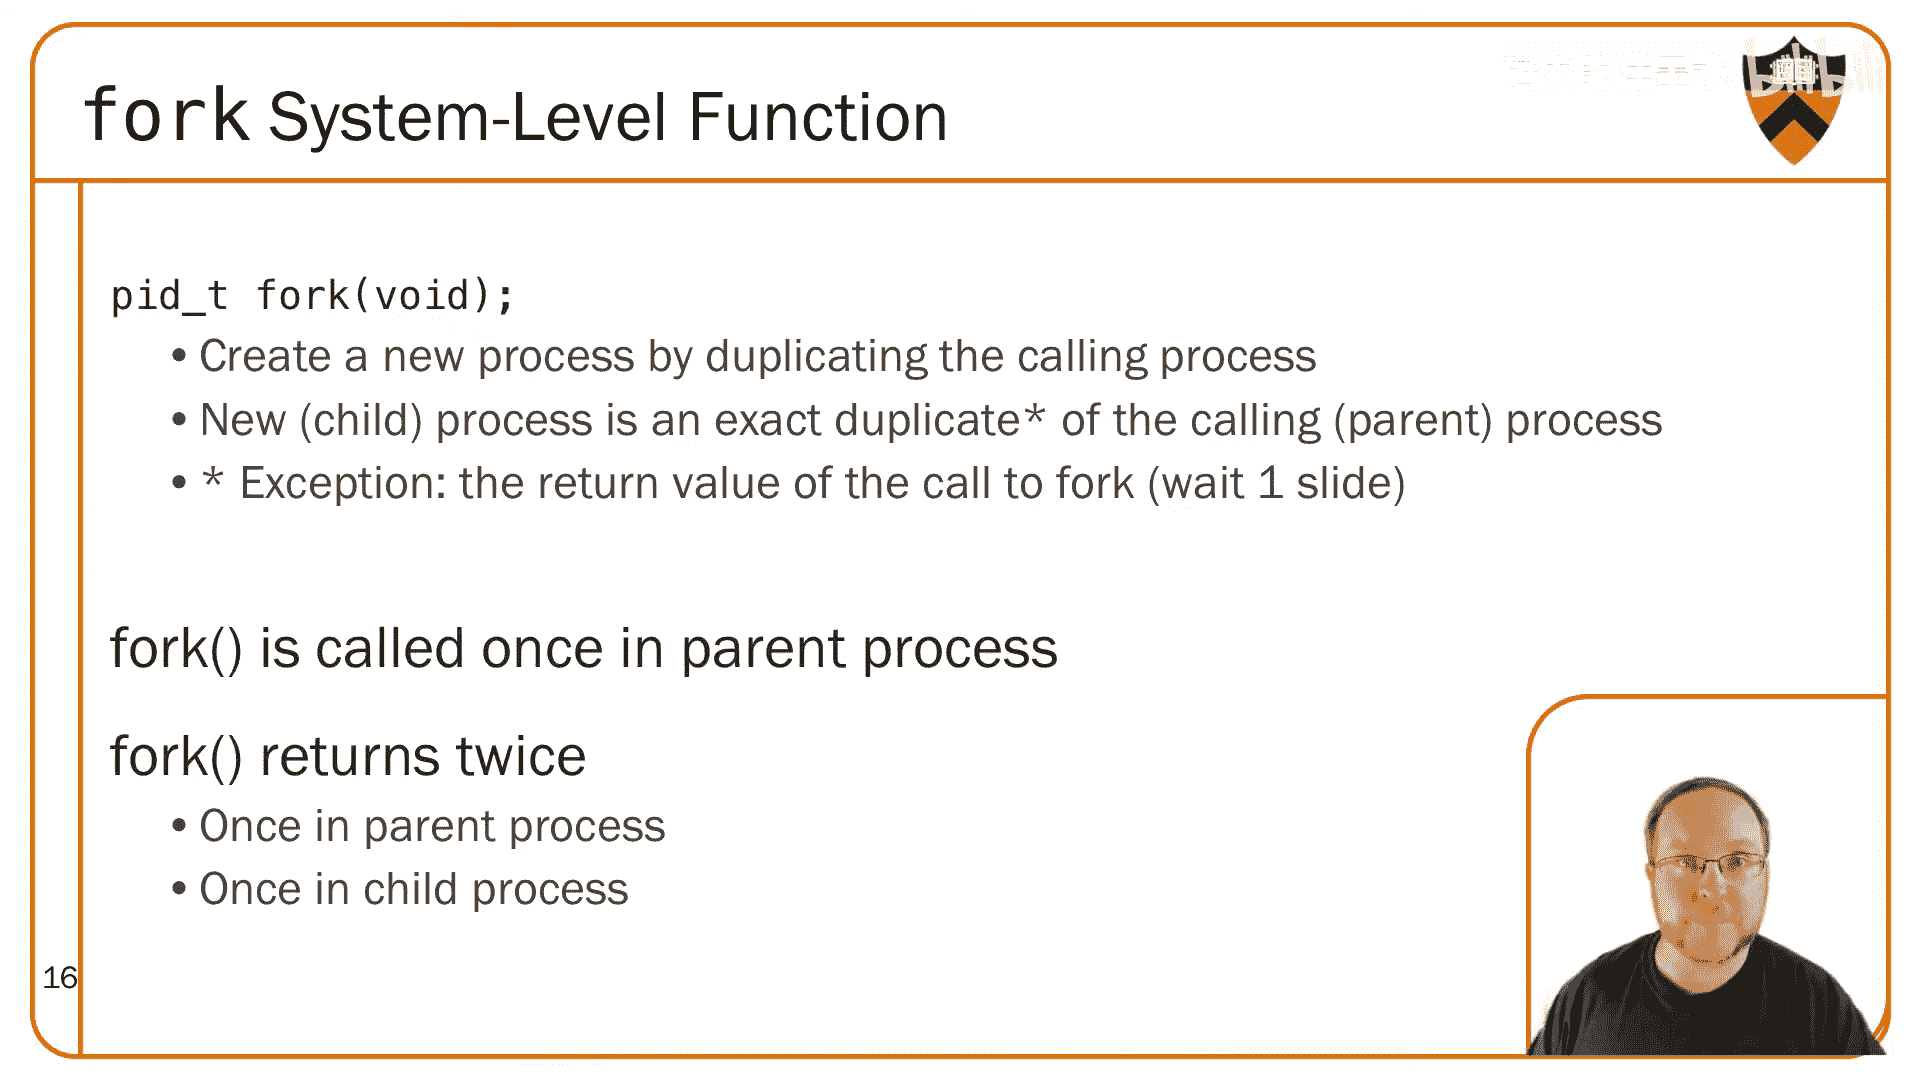 fork System-Level Function
pid_t fork(void);
• Create a new process by duplicating the calling process
• New (child) process is an exact duplicate* of the calling (parent) process
• * Exception: the return value of the call to fork (wait 1 slide)
fork() is called once in parent process
fork() returns twice
• Once in parent process
• Once in child process
16